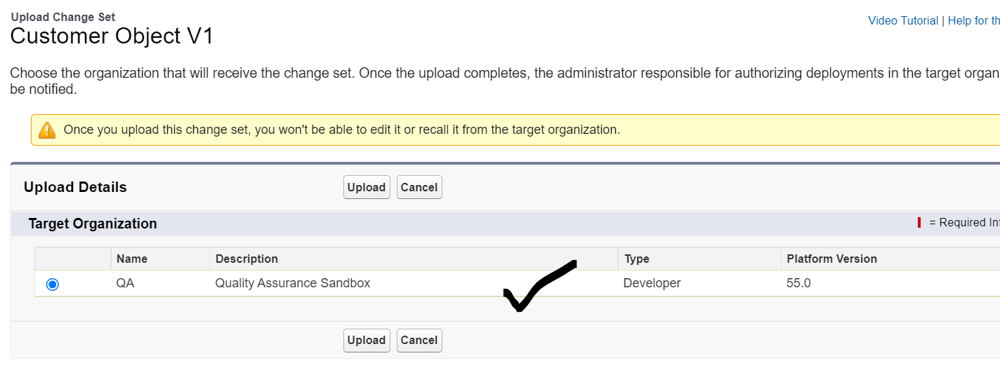 Upload Change Set
Customer Object V1
Video Tutorial | Help for th
Choose the organization that will receive the change set. Once the upload completes, the administrator responsible for authorizing deployments in the target organ
be notified.
Once you upload this change set, you won't be able to edit it or recall it from the target organization.
Upload Details
Upload Cancel
Target Organization
= Required Inf
Name Description Type Platform Version
QA Quality Assurance Sandbox Developer 55.0
Upload Cancel